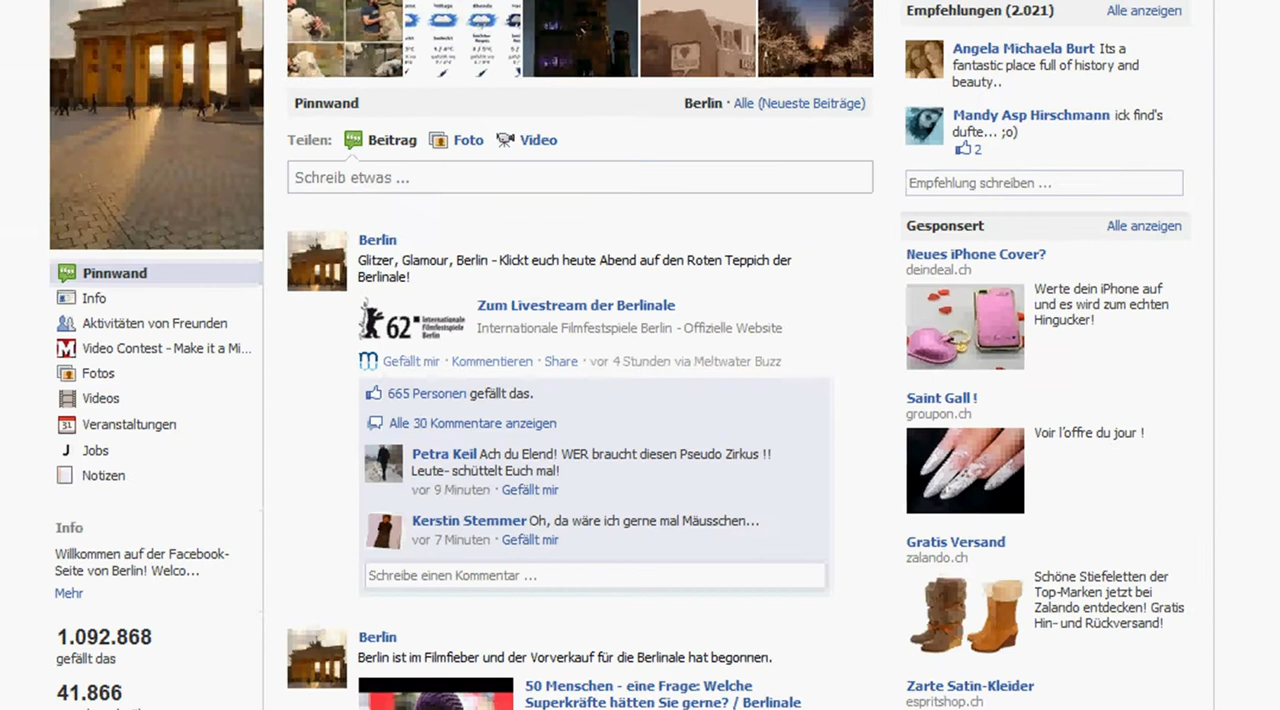 Pinnwand
Berlin · Alle (Neueste Beiträge)
Teilen: Beitrag Foto Video
Schreib etwas ...
Pinnwand
Info
Aktivitäten von Freunden
Video Contest - Make it a Mi...
Fotos
Videos
Veranstaltungen
Jobs
Notizen
Info
Willkommen auf der Facebook-
Seite von Berlin! Welco...
Mehr
1.092.868
gefällt das
41.866
Berlin
Glitzer, Glamour, Berlin - Klickt euch heute Abend auf den Roten Teppich der
Berlinale!
62 Internationale
Filmfestspiele
Berlin
Zum Livestream der Berlinale
Internationale Filmfestspiele Berlin - Offizielle Website
Gefällt mir · Kommentieren · Share · vor 4 Stunden via Meltwater Buzz
665 Personen gefällt das.
Alle 30 Kommentare anzeigen
Petra Keil Ach du Elend! WER braucht diesen Pseudo Zirkus !!
Leute- schüttelt Euch mal!
vor 9 Minuten · Gefällt mir
Kerstin Stemmer Oh, da wäre ich gerne mal Mäusschen...
vor 7 Minuten · Gefällt mir
Schreibe einen Kommentar ...
Berlin
Berlin ist im Filmfieber und der Vorverkauf für die Berlinale hat begonnen.
50 Menschen - eine Frage: Welche
Superkräfte hätten Sie gerne? / Berlinale
Empfehlungen (2.021)
Alle anzeigen
Angela Michaela Burt Its a
fantastic place full of history and
beauty..
Mandy Asp Hirschmann ick find's
dufte... ;o)
2
Empfehlung schreiben ...
Gesponsert
Alle anzeigen
Neues iPhone Cover?
deindeal.ch
Werte dein iPhone auf
und es wird zum echten
Hingucker!
Saint Gall !
groupon.ch
Voir l'offre du jour !
Gratis Versand
zalando.ch
Schöne Stiefeletten der
Top-Marken jetzt bei
Zalando entdecken! Gratis
Hin- und Rückversand!
Zarte Satin-Kleider
espritshop.ch